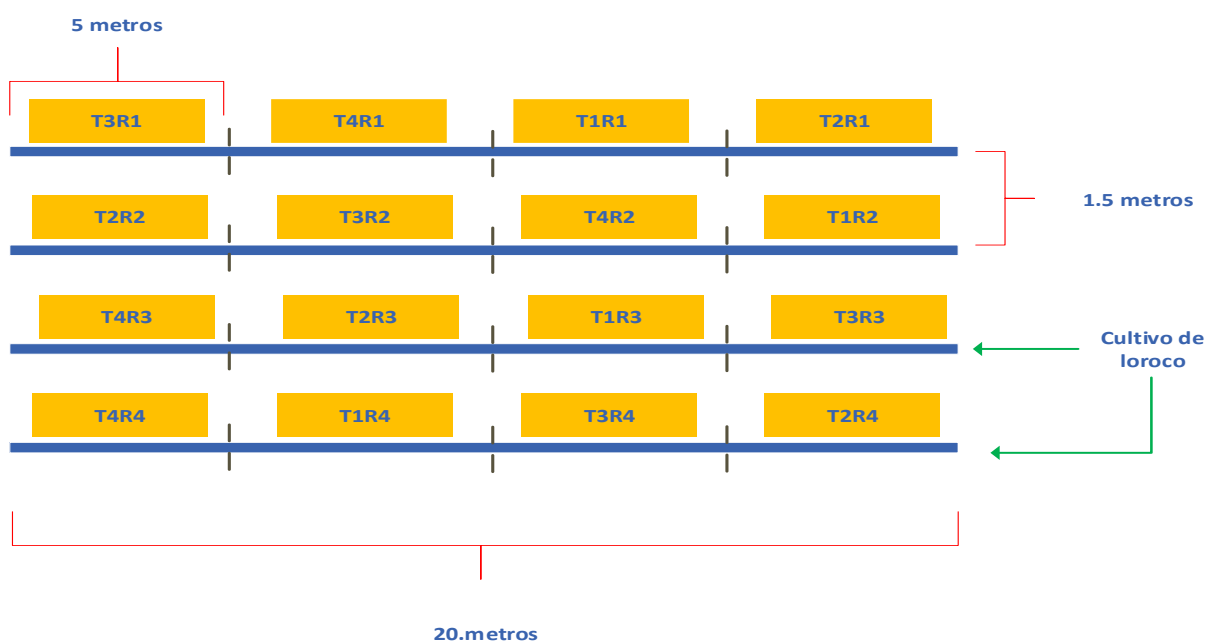 5 metros
T3R1
T4R1
T1R1
T2R1
1.5 metros
T2R2
T3R2
T4R2
T1R2
T4R3
T2R3
T1R3
T3R3
Cultivo de
loroco
T4R4
T1R4
T3R4
T2R4
20.metros